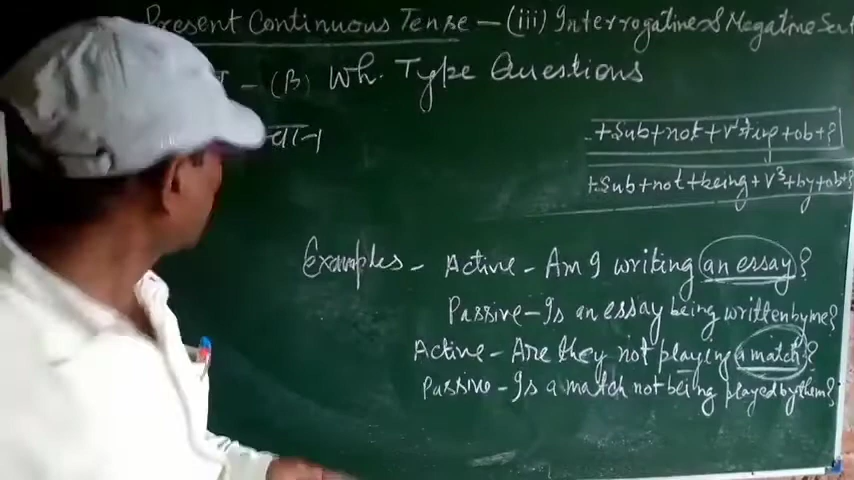 Present Continuous Tense - (iii) Interrogative & Negative Sen
- (B) Wh. Type Questions
+Sub+not+V¹+ing+ob+?
+Sub+not+being+V³+by+ob+?
Examples - Active - Am I writing an essay?
Passive - Is an essay being written by me?
Active - Are they not playing a match?
Passive - Is a match not being played by them?